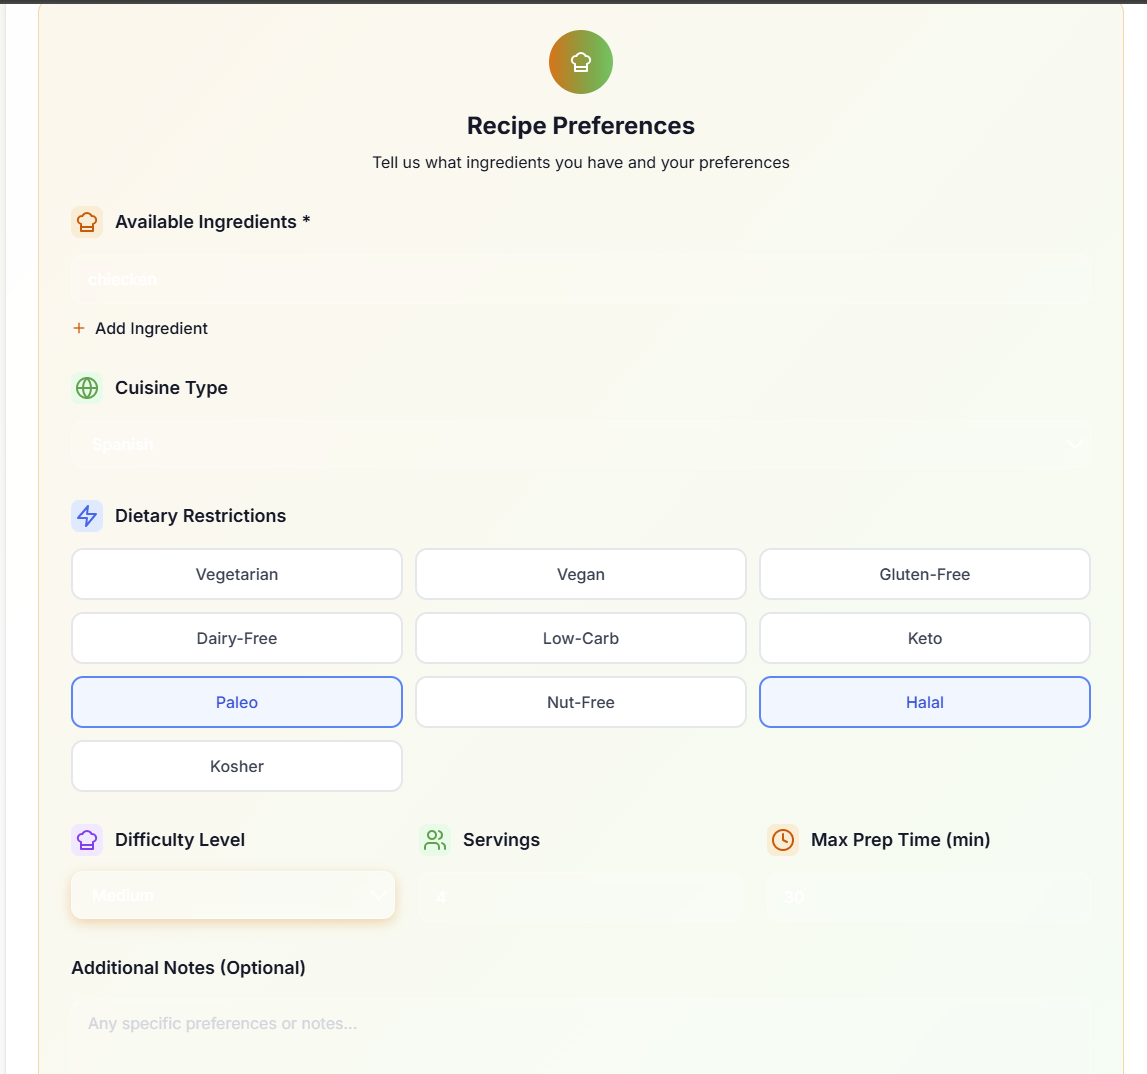 Recipe Preferences
Tell us what ingredients you have and your preferences
Available Ingredients *
chiecken
+ Add Ingredient
Cuisine Type
Spanish
Dietary Restrictions
Vegetarian
Vegan
Gluten-Free
Dairy-Free
Low-Carb
Keto
Paleo
Nut-Free
Halal
Kosher
Difficulty Level
Servings
Max Prep Time (min)
Medium
4
30
Additional Notes (Optional)
Any specific preferences or notes...